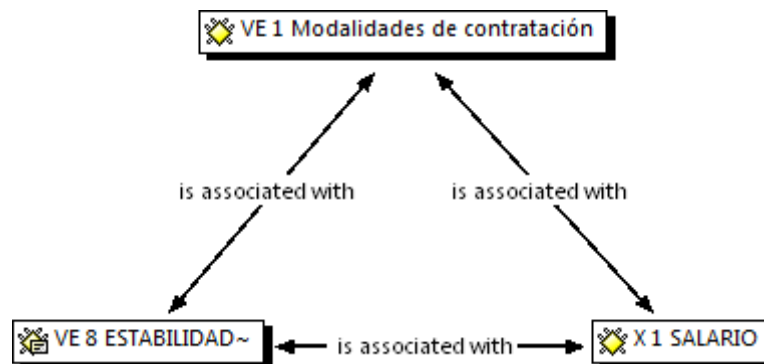 VE 1 Modalidades de contratación
is associated with
is associated with
VE 8 ESTABILIDAD~
is associated with
X 1 SALARIO